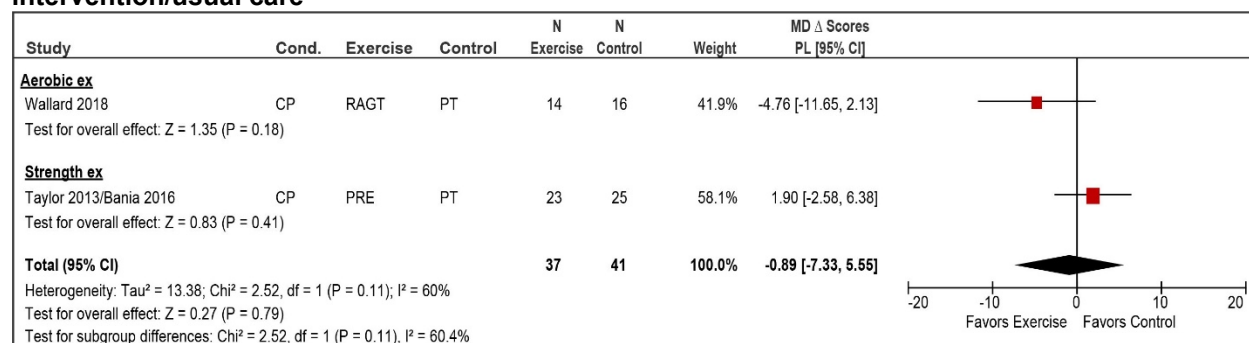 intervention/usual care
N N MD Δ Scores
Study Cond. Exercise Control Exercise Control Weight PL [95% CI]
Aerobic ex
Wallard 2018 CP RAGT PT 14 16 41.9% -4.76 [-11.65, 2.13]
Test for overall effect: Z = 1.35 (P = 0.18)
Strength ex
Taylor 2013/Bania 2016 CP PRE PT 23 25 58.1% 1.90 [-2.58, 6.38]
Test for overall effect: Z = 0.83 (P = 0.41)
Total (95% CI) 37 41 100.0% -0.89 [-7.33, 5.55]
Heterogeneity: Tau² = 13.38; Chi² = 2.52, df = 1 (P = 0.11); I² = 60%
Test for overall effect: Z = 0.27 (P = 0.79)
Test for subgroup differences: Chi² = 2.52, df = 1 (P = 0.11), I² = 60.4%
-20 -10 0 10 20
Favors Exercise Favors Control